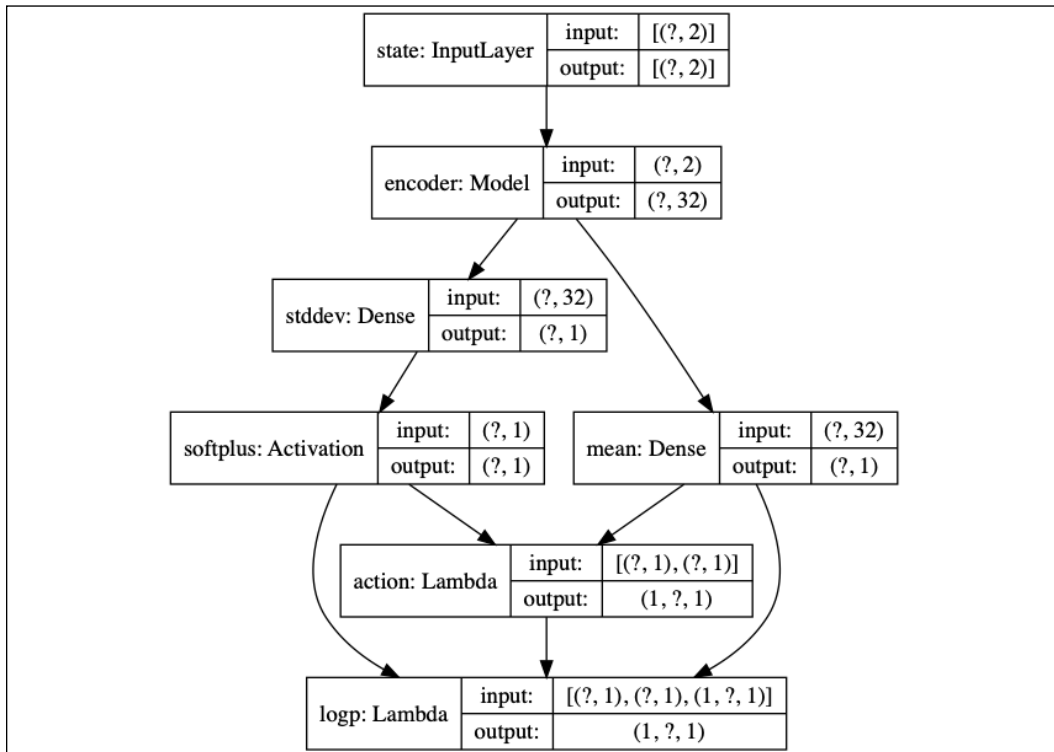 state: InputLayer
input: [(?, 2)]
output: [(?, 2)]
encoder: Model
input: (?, 2)
output: (?, 32)
stddev: Dense
input: (?, 32)
output: (?, 1)
softplus: Activation
input: (?, 1)
output: (?, 1)
mean: Dense
input: (?, 32)
output: (?, 1)
action: Lambda
input: [(?, 1), (?, 1)]
output: (1, ?, 1)
logp: Lambda
input: [(?, 1), (?, 1), (1, ?, 1)]
output: (1, ?, 1)